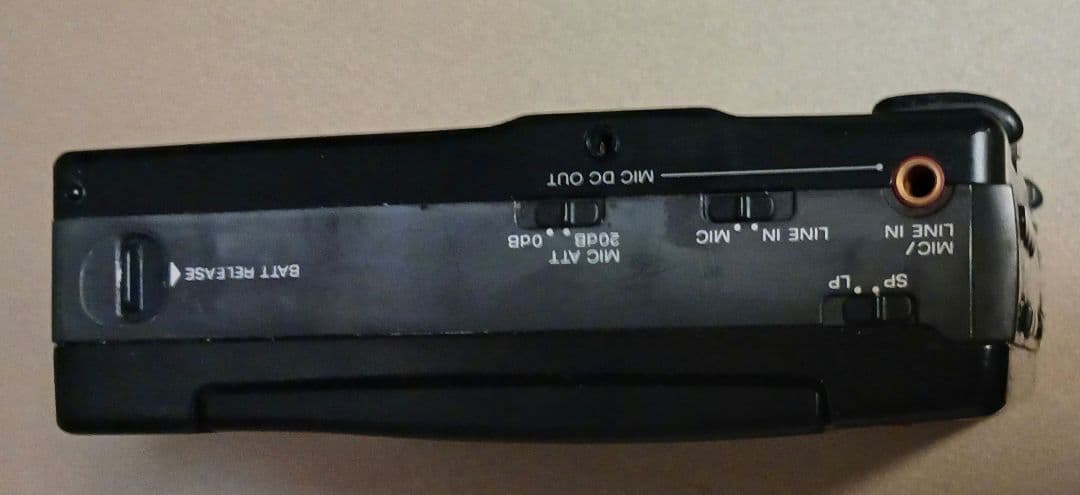 SP LP
MIC/
LINE IN
LINE IN MIC
MIC ATT
20dB 0dB
BATT RELEASE
MIC DC OUT